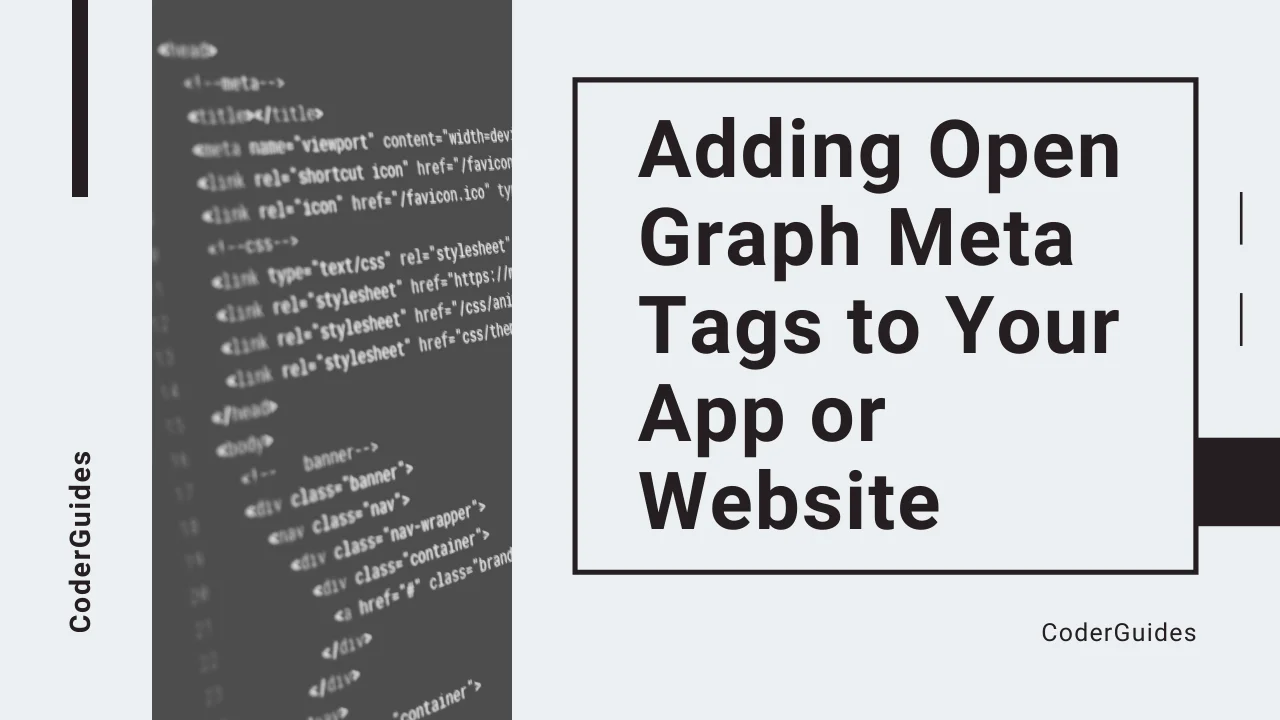 <head>
<!--meta-->
<title></title>
<meta name="viewport" content="width=dev
<link rel="shortcut icon" href="/favicon
<link rel="icon" href="/favicon.ico" ty
<!--css-->
<link type="text/css" rel="stylesheet"
<link rel="stylesheet" href="https://
<link rel="stylesheet" href="/css/ani
<link rel="stylesheet" href="css/the
</head>
<body>
<!-- banner-->
<div class="banner">
<nav class="nav">
<div class="nav-wrapper">
<div class="container">
<a href="#" class="brand
</div>
</div>
"container">
CoderGuides
Adding Open
Graph Meta
Tags to Your
App or
Website
CoderGuides